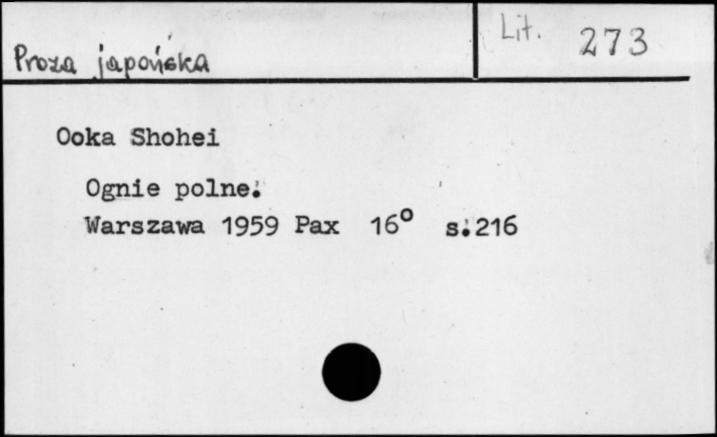 Proza japońska
Lit. 273
Ooka Shohei
Ognie polne.
Warszawa 1959 Pax 16° s.216